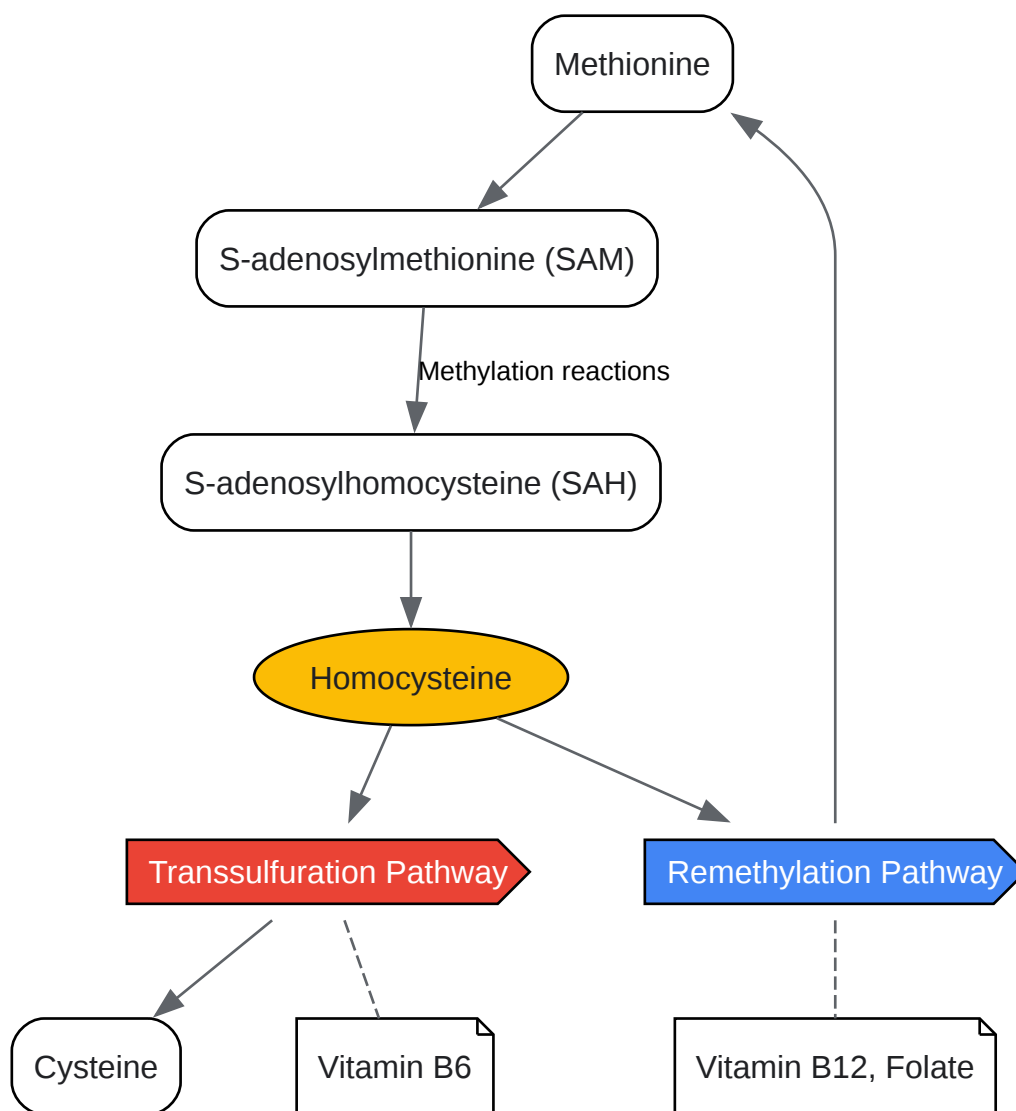 Methionine
S-adenosylmethionine (SAM)
Methylation reactions
S-adenosylhomocysteine (SAH)
Homocysteine
Transsulfuration Pathway
Remethylation Pathway
Cysteine
Vitamin B6
Vitamin B12, Folate